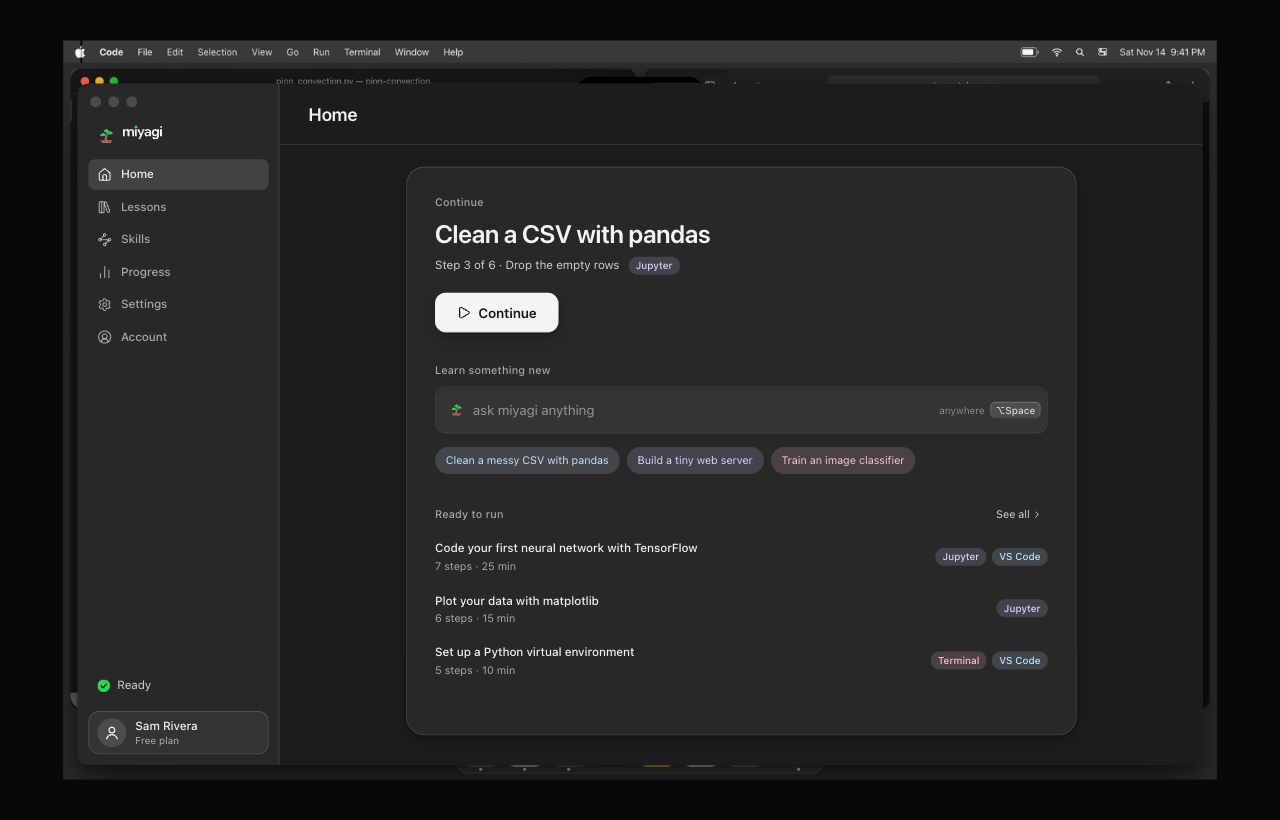 Code File Edit Selection View Go Run Terminal Window Help Sat Nov 14 9:41 PM
pinn_convection.py — pinn-convection
miyagi
Home
Lessons
Skills
Progress
Settings
Account
Ready
Sam Rivera
Free plan
Home
Continue
Clean a CSV with pandas
Step 3 of 6 · Drop the empty rows Jupyter
Continue
Learn something new
ask miyagi anything anywhere ⌥Space
Clean a messy CSV with pandas Build a tiny web server Train an image classifier
Ready to run See all
Code your first neural network with TensorFlow Jupyter VS Code
7 steps · 25 min
Plot your data with matplotlib Jupyter
6 steps · 15 min
Set up a Python virtual environment Terminal VS Code
5 steps · 10 min